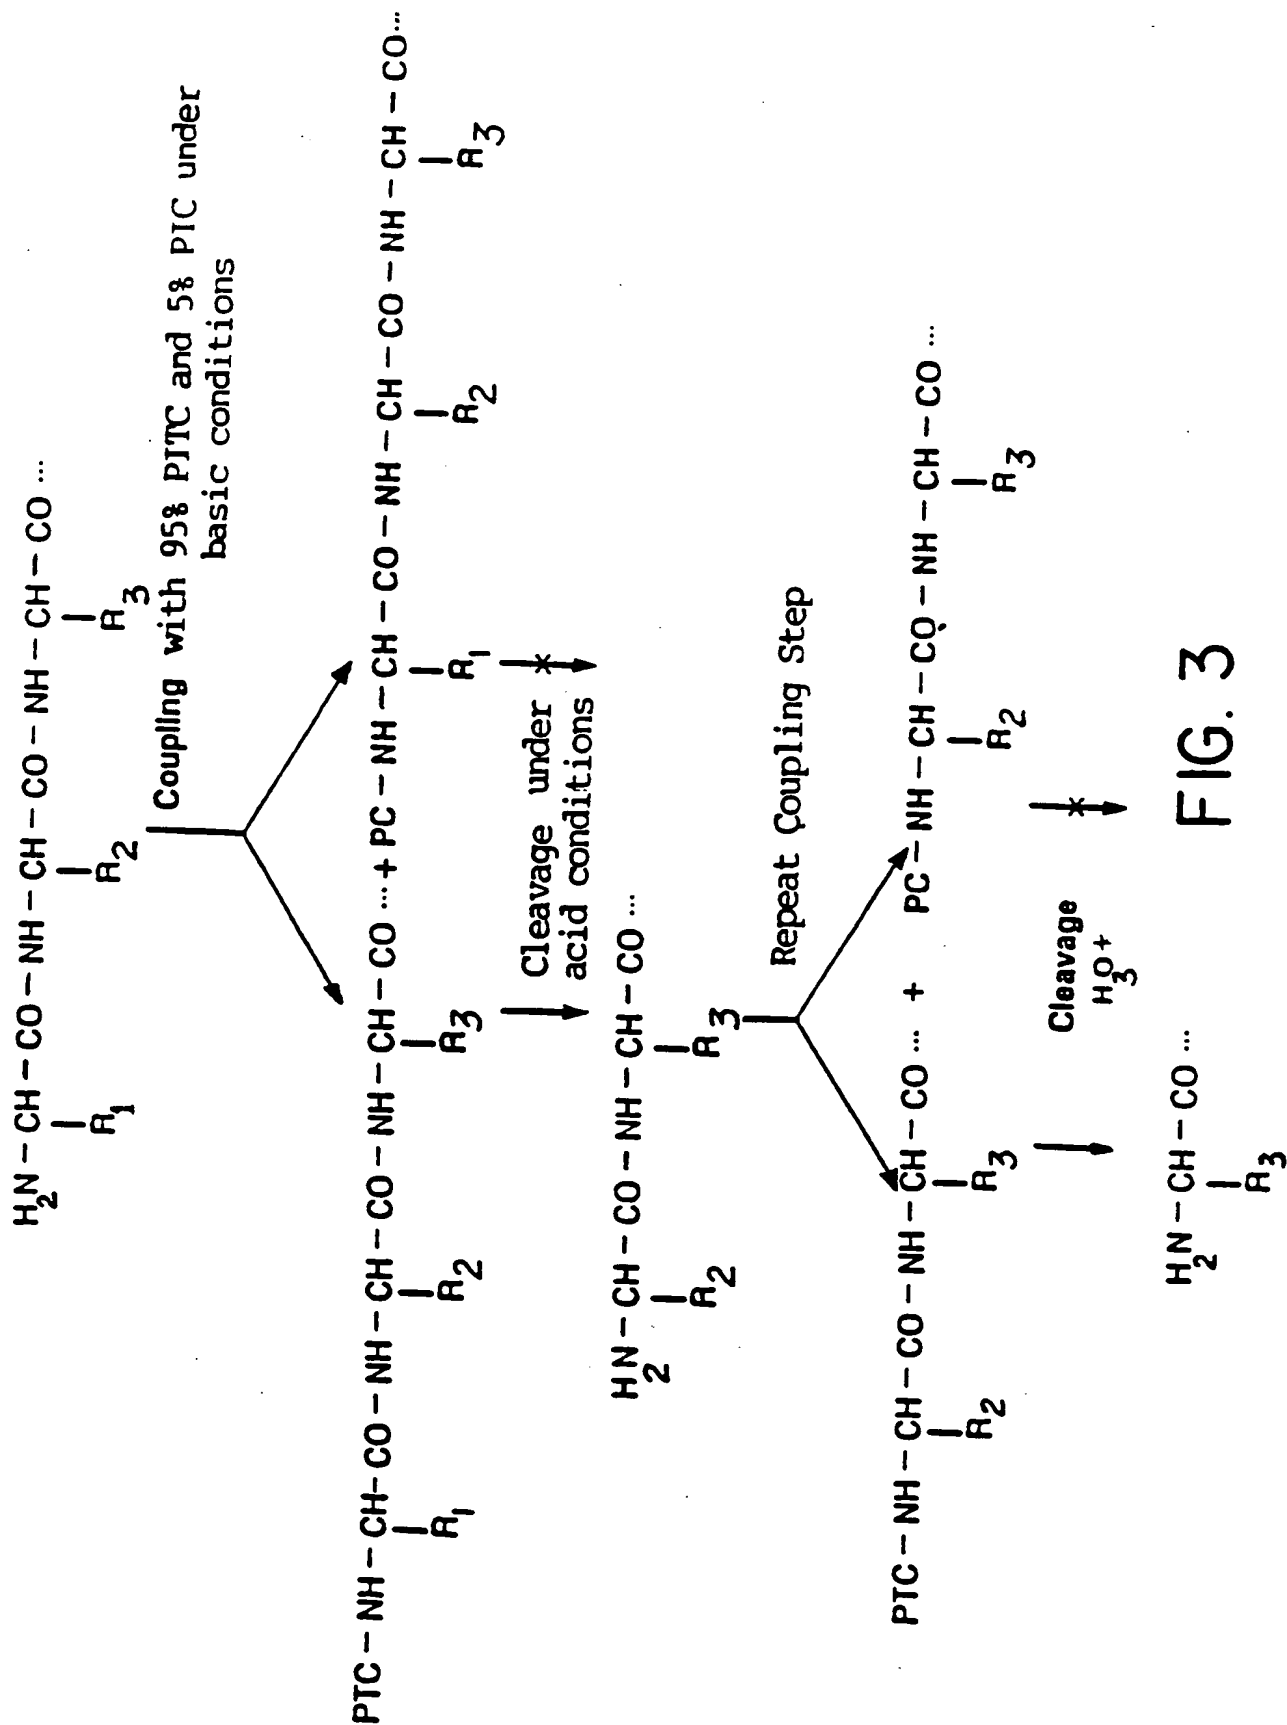 H2N – CH – CO – NH – CH – CO – NH – CH – CO ...
R1 R2 R3
Coupling with 95% PITC and 5% PIC under
basic conditions
PTC – NH – CH – CO – NH – CH – CO – NH – CH – CO ... + PC – NH – CH – CO – NH – CH – CO – NH – CH – CO ...
R1 R2 R3 R1 R2 R3
Cleavage under
acid conditions
H2N – CH – CO – NH – CH – CO ...
R2 R3
Repeat Coupling Step
PTC – NH – CH – CO – NH – CH – CO ... + PC – NH – CH – CO – NH – CH – CO ...
R2 R3 R2 R3
Cleavage
H3O+
H2N – CH – CO ...
R3
FIG. 3